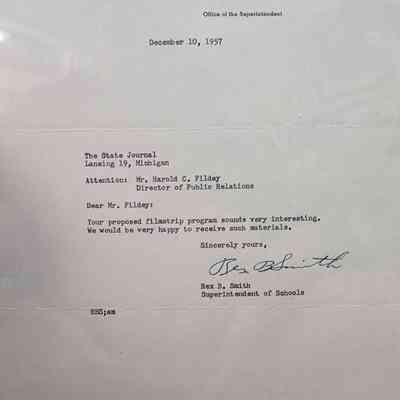 Office of the Superintendent
December 10, 1957
The State Journal
Lansing 19, Michigan
Attention: Mr. Harold C. Fildey
Director of Public Relations
Dear Mr. Fildey:
Your proposed filmstrip program sounds very interesting.
We would be very happy to receive such materials.
Sincerely yours,
Rex B Smith
Rex B. Smith
Superintendent of Schools
RBS;am